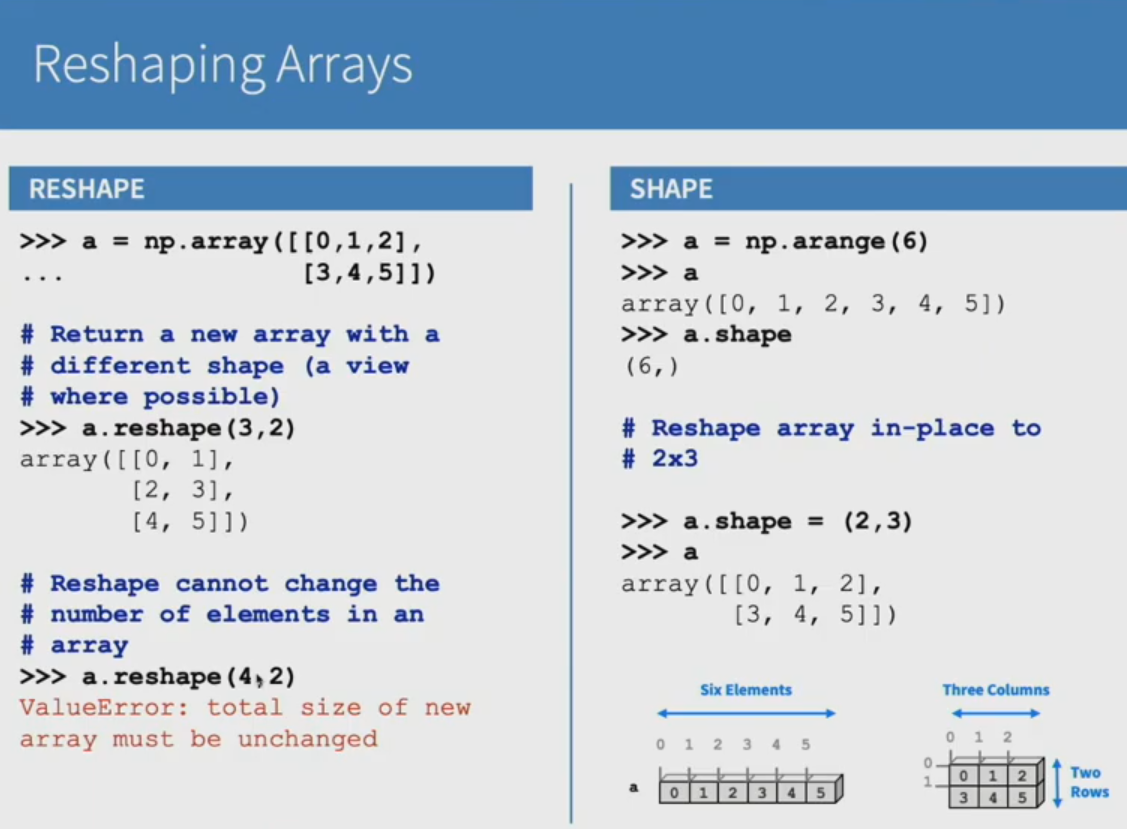 Reshaping Arrays
RESHAPE
>>> a = np.array([[0,1,2],
...                [3,4,5]])
# Return a new array with a
# different shape (a view
# where possible)
>>> a.reshape(3,2)
array([[0, 1],
       [2, 3],
       [4, 5]])
# Reshape cannot change the
# number of elements in an
# array
>>> a.reshape(4,2)
ValueError: total size of new
array must be unchanged
SHAPE
>>> a = np.arange(6)
>>> a
array([0, 1, 2, 3, 4, 5])
>>> a.shape
(6,)
# Reshape array in-place to
# 2x3
>>> a.shape = (2,3)
>>> a
array([[0, 1, 2],
       [3, 4, 5]])
Six Elements
0 1 2 3 4 5
a
0 1 2 3 4 5
Three Columns
0 1 2
0
1
0 1 2
3 4 5
Two
Rows